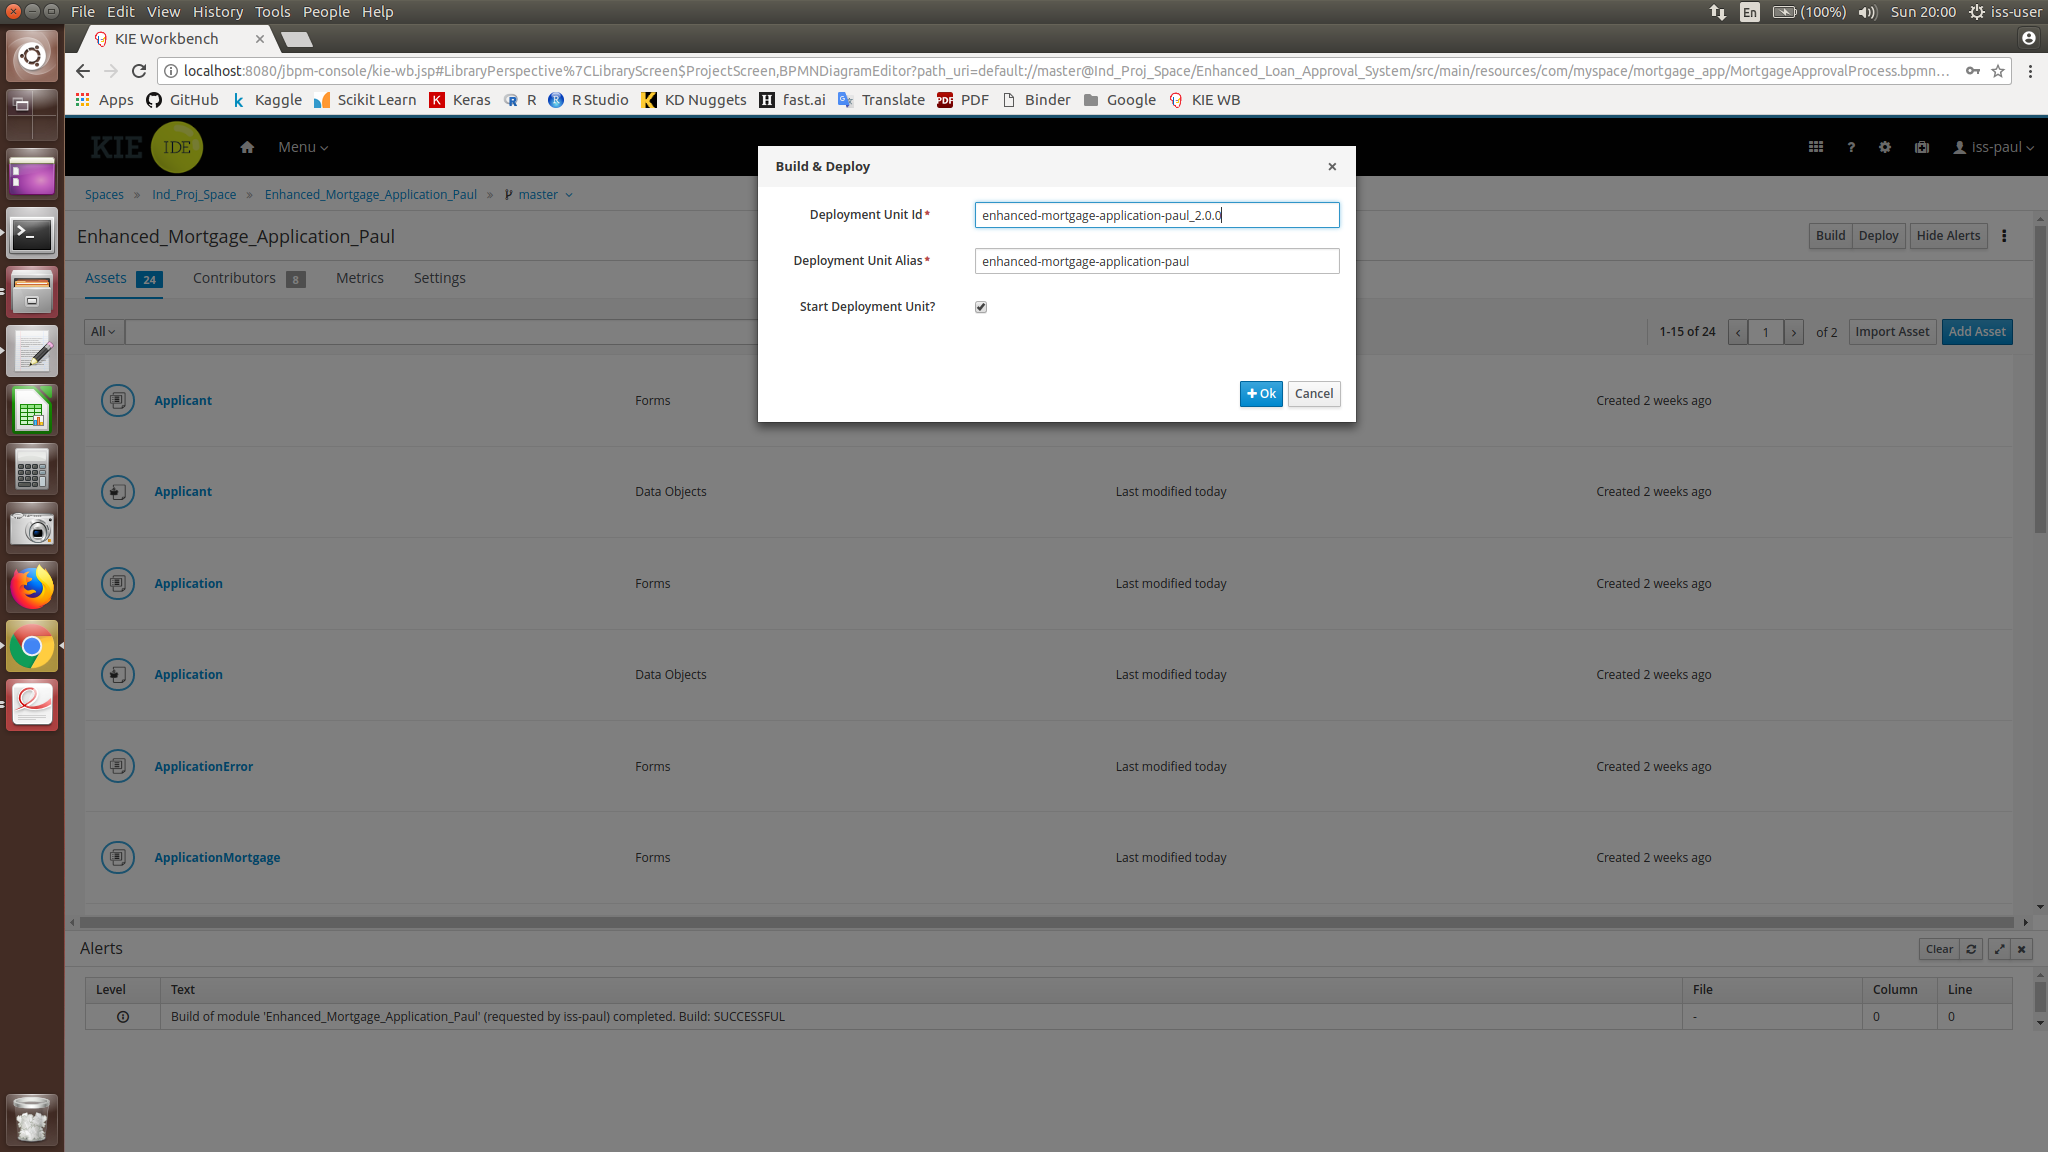 File Edit View History Tools People Help
En (100%) Sun 20:00 iss-user
KIE Workbench
localhost:8080/jbpm-console/kie-wb.jsp#LibraryPerspective%7CLibraryScreen$ProjectScreen,BPMNDiagramEditor?path_uri=default://master@Ind_Proj_Space/Enhanced_Loan_Approval_System/src/main/resources/com/myspace/mortgage_app/MortgageApprovalProcess.bpmn...
Apps GitHub Kaggle Scikit Learn Keras R R Studio KD Nuggets fast.ai Translate PDF Binder Google KIE WB
KIE IDE Menu iss-paul
Spaces » Ind_Proj_Space » Enhanced_Mortgage_Application_Paul » master
Enhanced_Mortgage_Application_Paul
Build Deploy Hide Alerts
Assets 24 Contributors 8 Metrics Settings
All 1-15 of 24 < 1 > of 2 Import Asset Add Asset
Build & Deploy ×
Deployment Unit Id* enhanced-mortgage-application-paul_2.0.0
Deployment Unit Alias* enhanced-mortgage-application-paul
Start Deployment Unit?
+ Ok Cancel
Applicant Forms Created 2 weeks ago
Applicant Data Objects Last modified today Created 2 weeks ago
Application Forms Last modified today Created 2 weeks ago
Application Data Objects Last modified today Created 2 weeks ago
ApplicationError Forms Last modified today Created 2 weeks ago
ApplicationMortgage Forms Last modified today Created 2 weeks ago
Alerts Clear
Level Text File Column Line
Build of module 'Enhanced_Mortgage_Application_Paul' (requested by iss-paul) completed. Build: SUCCESSFUL - 0 0